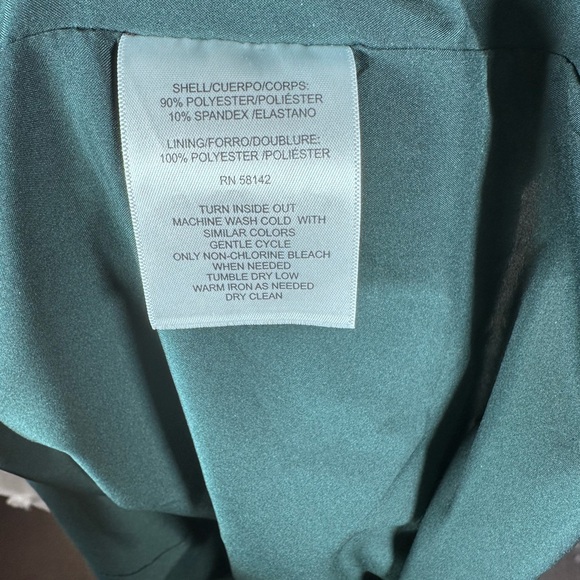 SHELL/CUERPO/CORPS:
90% POLYESTER/POLIÉSTER
10% SPANDEX /ELASTANO
LINING/FORRO/DOUBLURE:
100% POLYESTER /POLIÉSTER
RN 58142
TURN INSIDE OUT
MACHINE WASH COLD WITH
SIMILAR COLORS
GENTLE CYCLE
ONLY NON-CHLORINE BLEACH
WHEN NEEDED
TUMBLE DRY LOW
WARM IRON AS NEEDED
DRY CLEAN